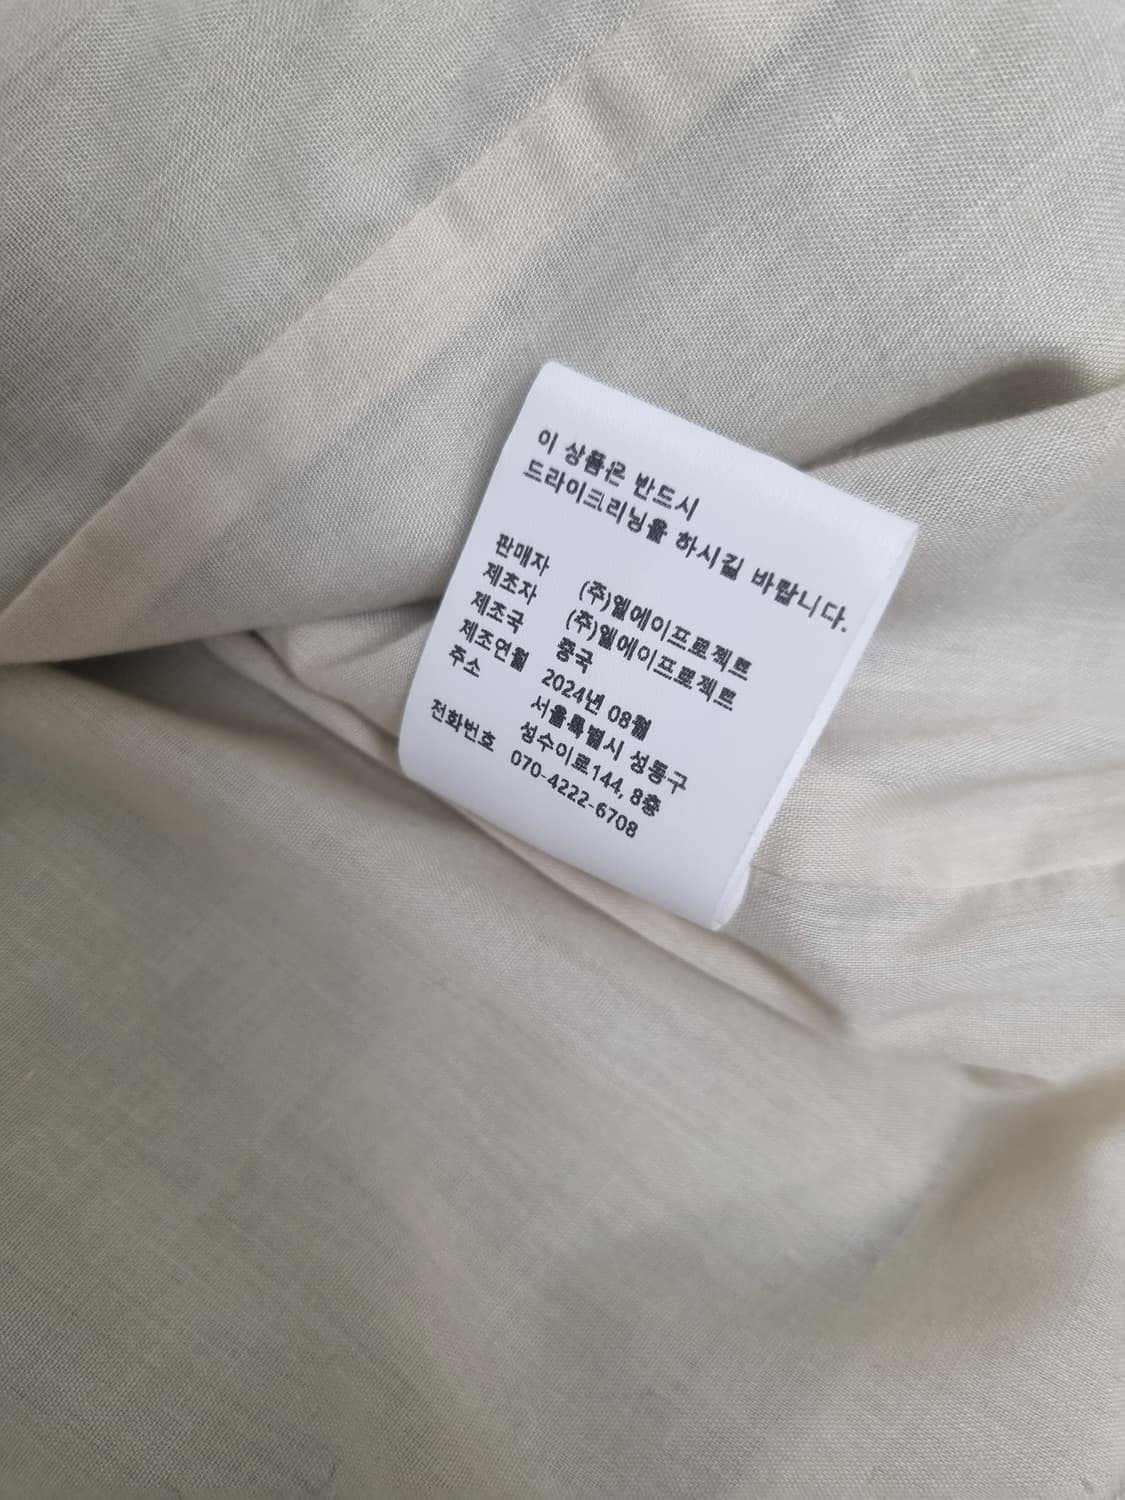 이 상품은 반드시
드라이크리닝을 하시길 바랍니다.
판매자 (주)엘에이프로젝트
제초자 (주)엘에이프로젝트
제조국 중국
제조연월 2024년 08월
주소 서울특별시 성동구
성수이로144, 8층
전화번호 070-4222-6708